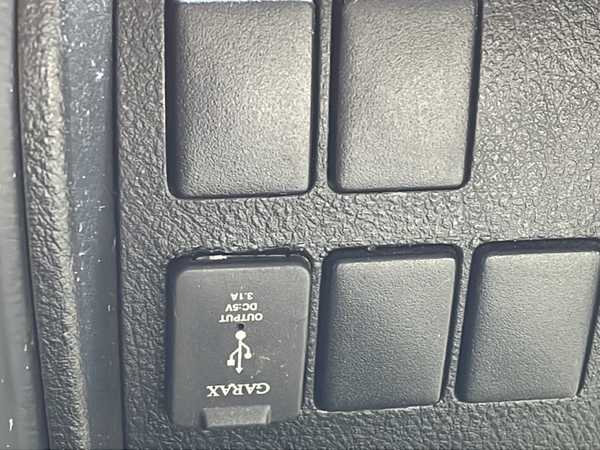 GARAX
OUTPUT
DC:5V
3.1A